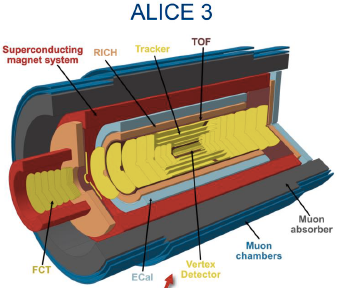 ALICE 3
Superconducting
magnet system
RICH
Tracker
TOF
FCT
ECal
Vertex
Detector
Muon
chambers
Muon
absorber